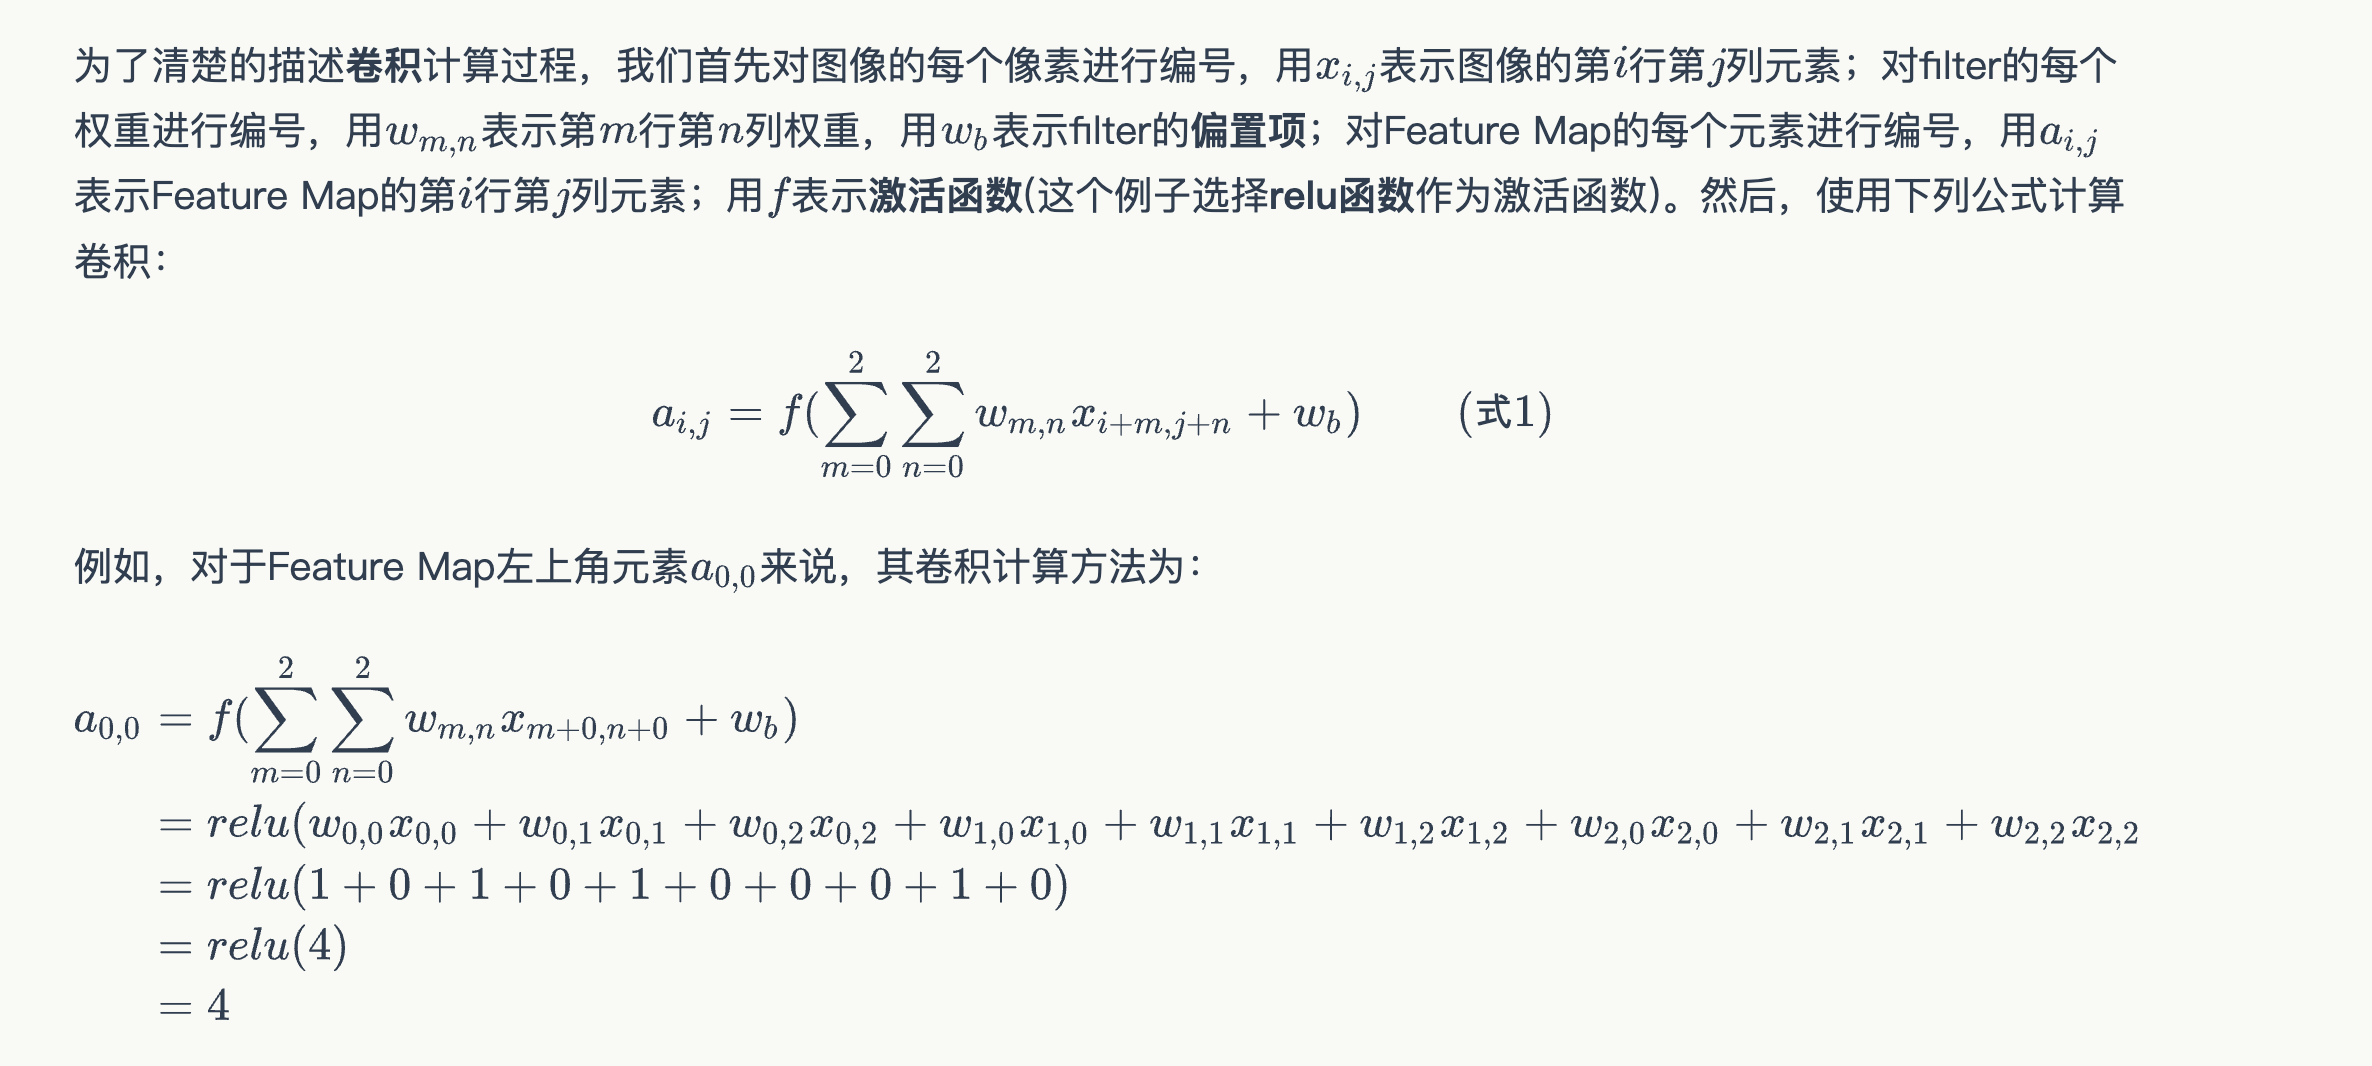 为了清楚的描述卷积计算过程，我们首先对图像的每个像素进行编号，用$x_{i,j}$表示图像的第$i$行第$j$列元素；对filter的每个
权重进行编号，用$w_{m,n}$表示第$m$行第$n$列权重，用$w_b$表示filter的偏置项；对Feature Map的每个元素进行编号，用$a_{i,j}$
表示Feature Map的第$i$行第$j$列元素；用$f$表示激活函数(这个例子选择relu函数作为激活函数)。然后，使用下列公式计算
卷积：
$a_{i,j} = f(\sum_{m=0}^{2}\sum_{n=0}^{2} w_{m,n}x_{i+m,j+n} + w_b)$ (式1)
例如，对于Feature Map左上角元素$a_{0,0}$来说，其卷积计算方法为：
$a_{0,0} = f(\sum_{m=0}^{2}\sum_{n=0}^{2} w_{m,n}x_{m+0,n+0} + w_b)$
$= relu(w_{0,0}x_{0,0} + w_{0,1}x_{0,1} + w_{0,2}x_{0,2} + w_{1,0}x_{1,0} + w_{1,1}x_{1,1} + w_{1,2}x_{1,2} + w_{2,0}x_{2,0} + w_{2,1}x_{2,1} + w_{2,2}x_{2,2}$
$= relu(1 + 0 + 1 + 0 + 1 + 0 + 0 + 0 + 1 + 0)$
$= relu(4)$
$= 4$